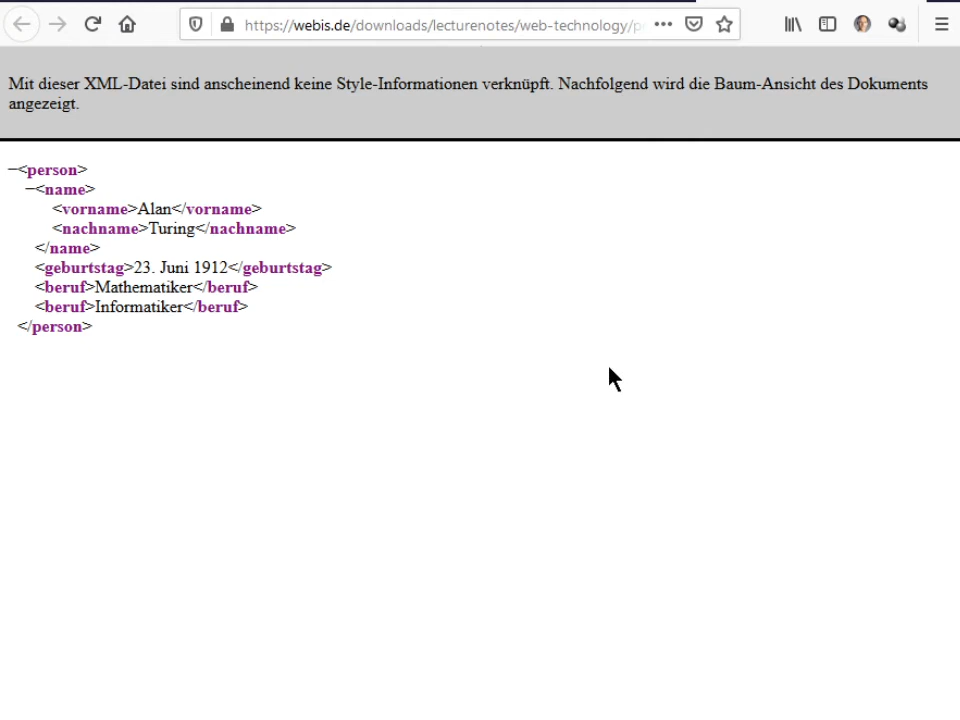 https://webis.de/downloads/lecturenotes/web-technology/p
Mit dieser XML-Datei sind anscheinend keine Style-Informationen verknüpft. Nachfolgend wird die Baum-Ansicht des Dokuments
angezeigt.
−<person>
−<name>
<vorname>Alan</vorname>
<nachname>Turing</nachname>
</name>
<geburtstag>23. Juni 1912</geburtstag>
<beruf>Mathematiker</beruf>
<beruf>Informatiker</beruf>
</person>